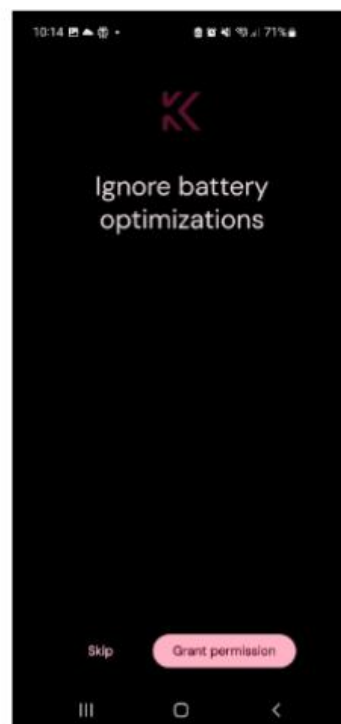 10:14
71%
Ignore battery
optimizations
Skip
Grant permission